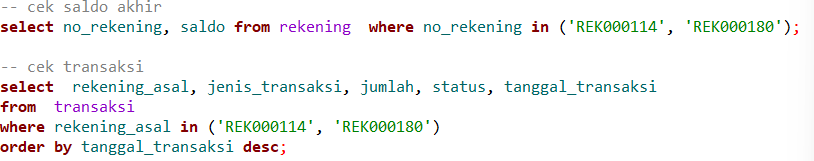 -- cek saldo akhir
select no_rekening, saldo from rekening  where no_rekening in ('REK000114', 'REK000180');
-- cek transaksi
select  rekening_asal, jenis_transaksi, jumlah, status, tanggal_transaksi
from  transaksi
where rekening_asal in ('REK000114', 'REK000180')
order by tanggal_transaksi desc;